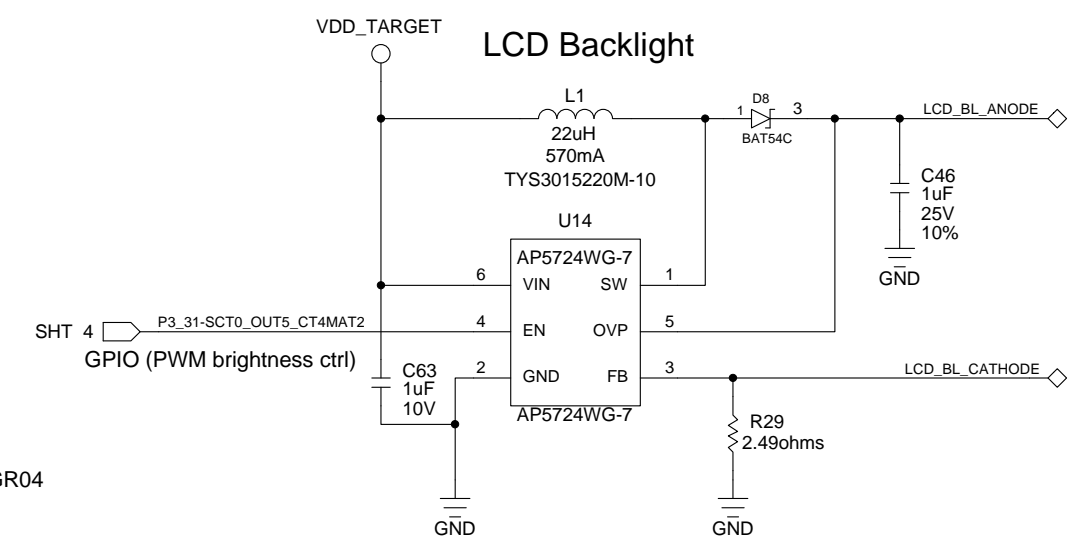 VDD_TARGET
LCD Backlight
L1
22uH
570mA
TYS3015220M-10
D8
1
3
BAT54C
LCD_BL_ANODE
C46
1uF
25V
10%
GND
U14
AP5724WG-7
6
VIN
SW
1
SHT 4
P3_31-SCT0_OUT5_CT4MAT2
4
EN
OVP
5
GPIO (PWM brightness ctrl)
C63
1uF
10V
2
GND
FB
3
LCD_BL_CATHODE
AP5724WG-7
R29
2.49ohms
GR04
GND
GND